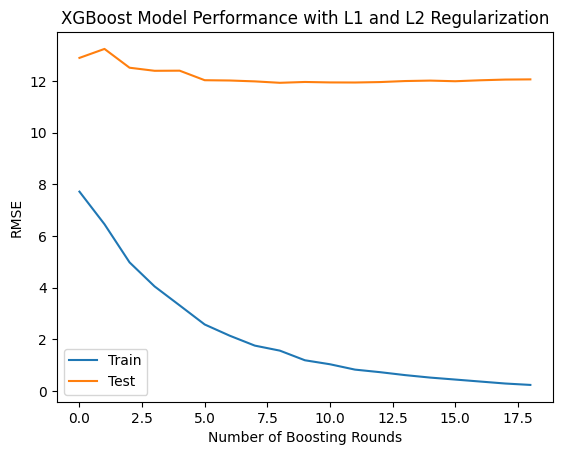 XGBoost Model Performance with L1 and L2 Regularization
RMSE
12
10
8
6
4
2
0
Train
Test
0.0 2.5 5.0 7.5 10.0 12.5 15.0 17.5
Number of Boosting Rounds